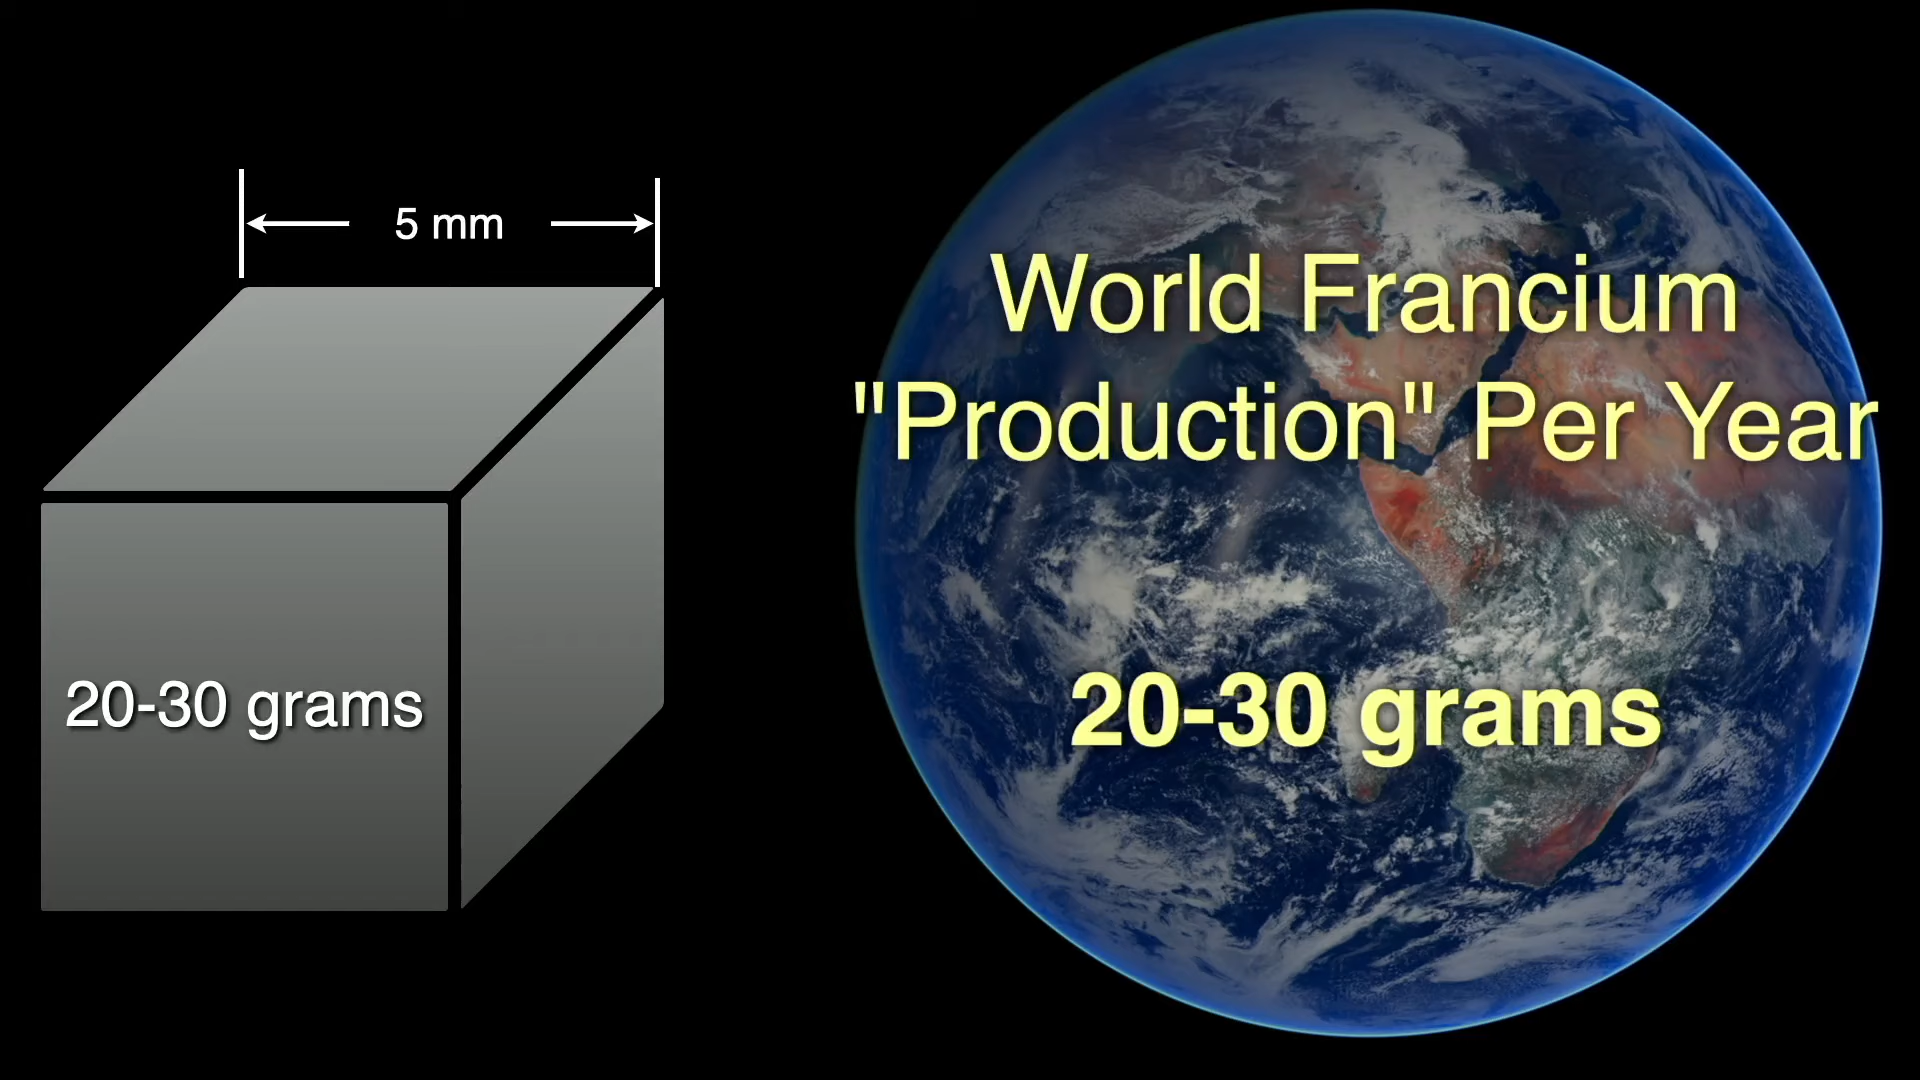 5 mm
20-30 grams
World Francium
"Production" Per Year
20-30 grams